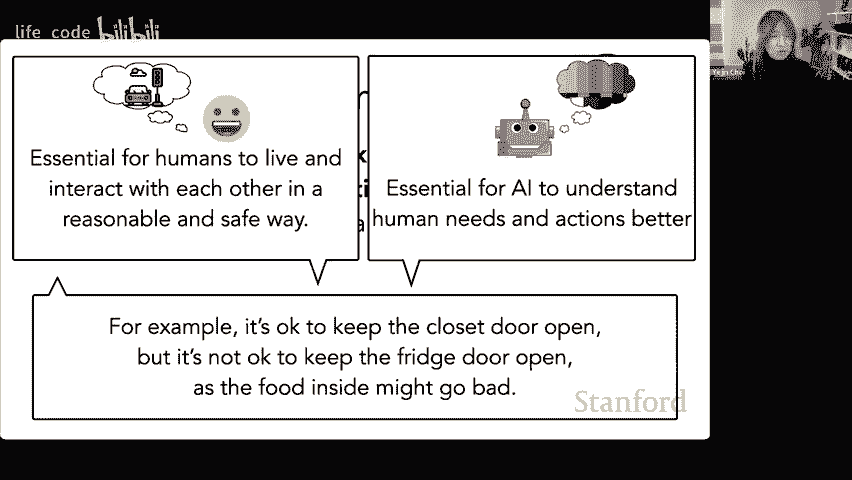 life_code bilibili
Yejin Choi
Essential for humans to live and
interact with each other in a
reasonable and safe way.
Essential for AI to understand
human needs and actions better
For example, it's ok to keep the closet door open,
but it's not ok to keep the fridge door open,
as the food inside might go bad.
Stanford